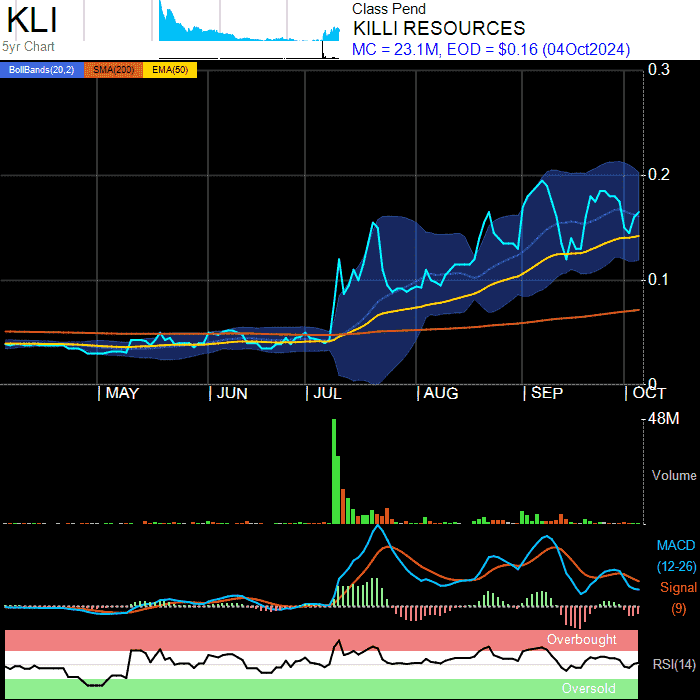 KLI
5yr Chart
Class Pend
KILLI RESOURCES
MC = 23.1M, EOD = $0.16 (04Oct2024)
BollBands(20,2) SMA(200) EMA(50)
0.3
0.2
0.1
0
MAY JUN JUL AUG SEP OCT
48M
Volume
MACD
(12-26)
Signal
(9)
Overbought
RSI(14)
Oversold